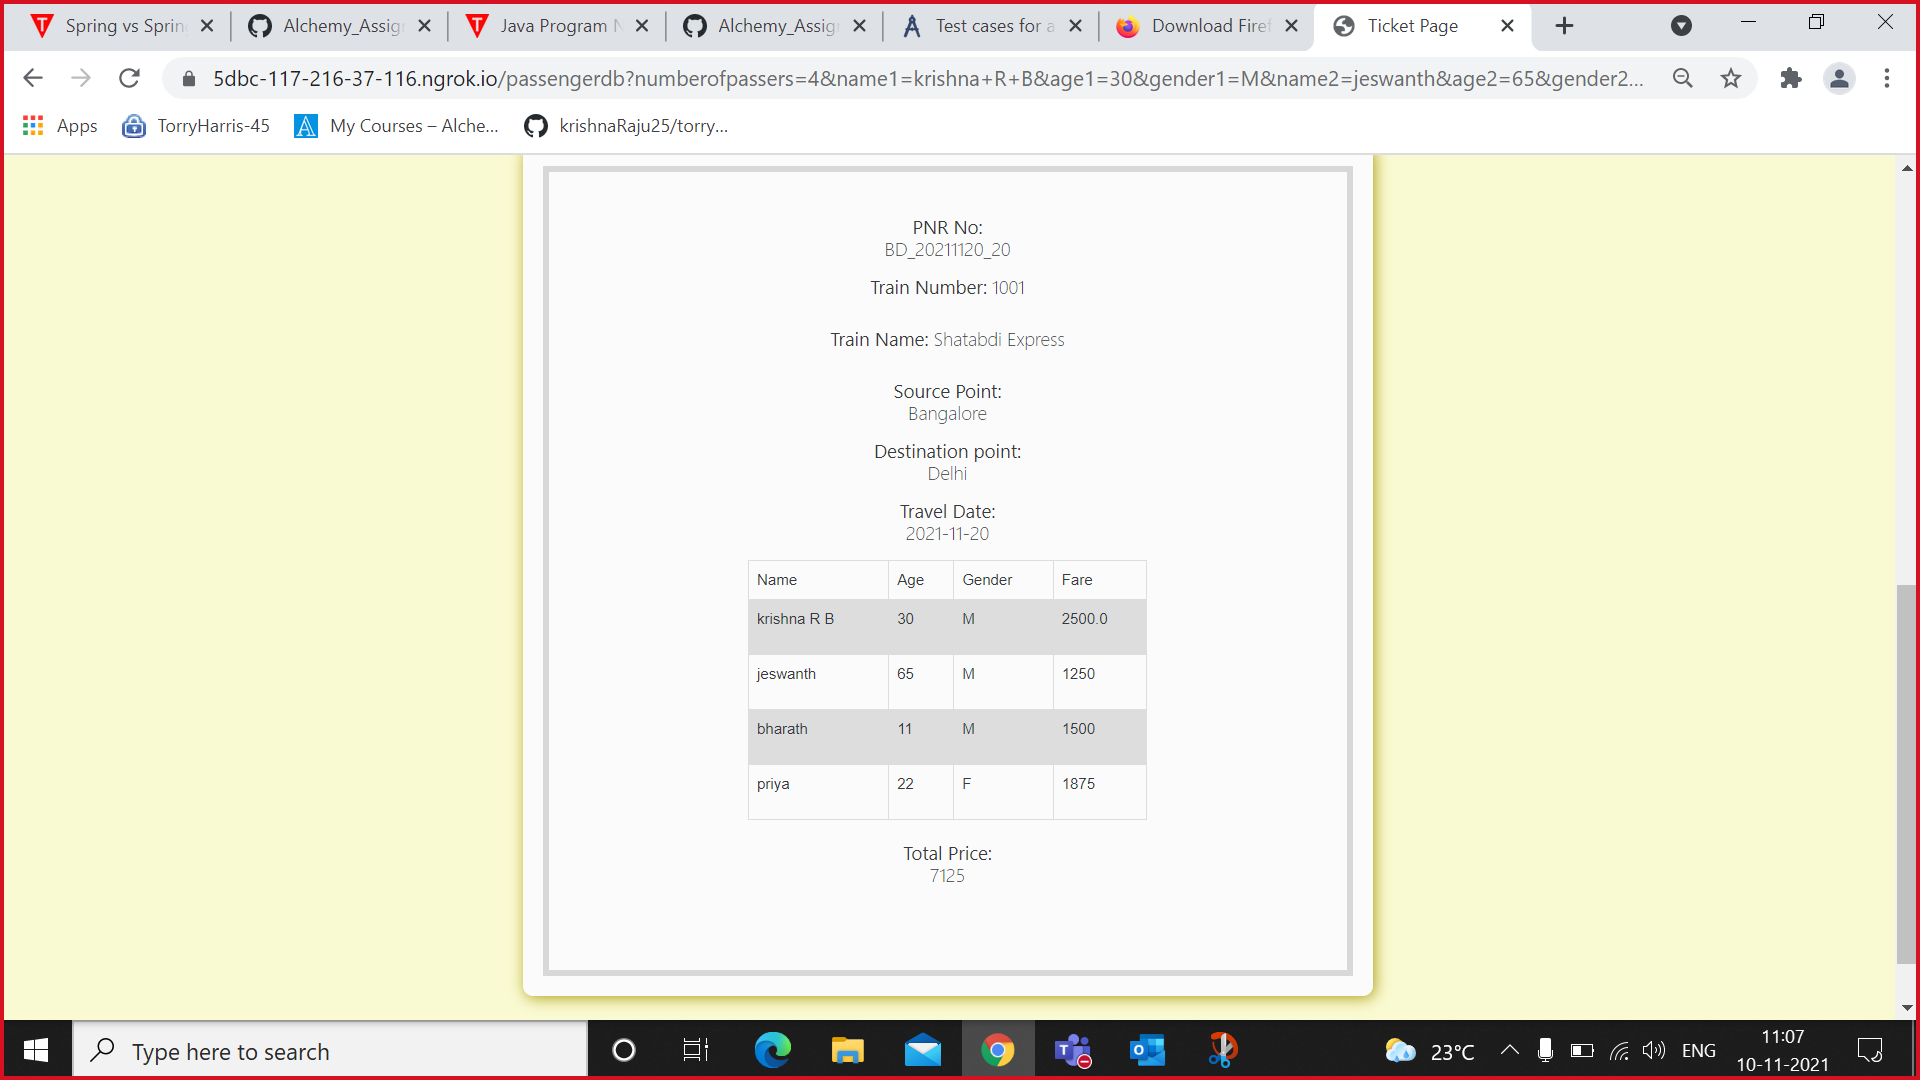 Spring vs Sprin
Alchemy_Assig
Java Program N
Alchemy_Assig
Test cases for a
Download Firef
Ticket Page
5dbc-117-216-37-116.ngrok.io/passengerdb?numberofpassers=4&name1=krishna+R+B&age1=30&gender1=M&name2=jeswanth&age2=65&gender2...
Apps
TorryHarris-45
My Courses – Alche...
krishnaRaju25/torry...
PNR No:
BD_20211120_20
Train Number: 1001
Train Name: Shatabdi Express
Source Point:
Bangalore
Destination point:
Delhi
Travel Date:
2021-11-20
Name Age Gender Fare
krishna R B 30 M 2500.0
jeswanth 65 M 1250
bharath 11 M 1500
priya 22 F 1875
Total Price:
7125
Type here to search
23°C
ENG
11:07
10-11-2021